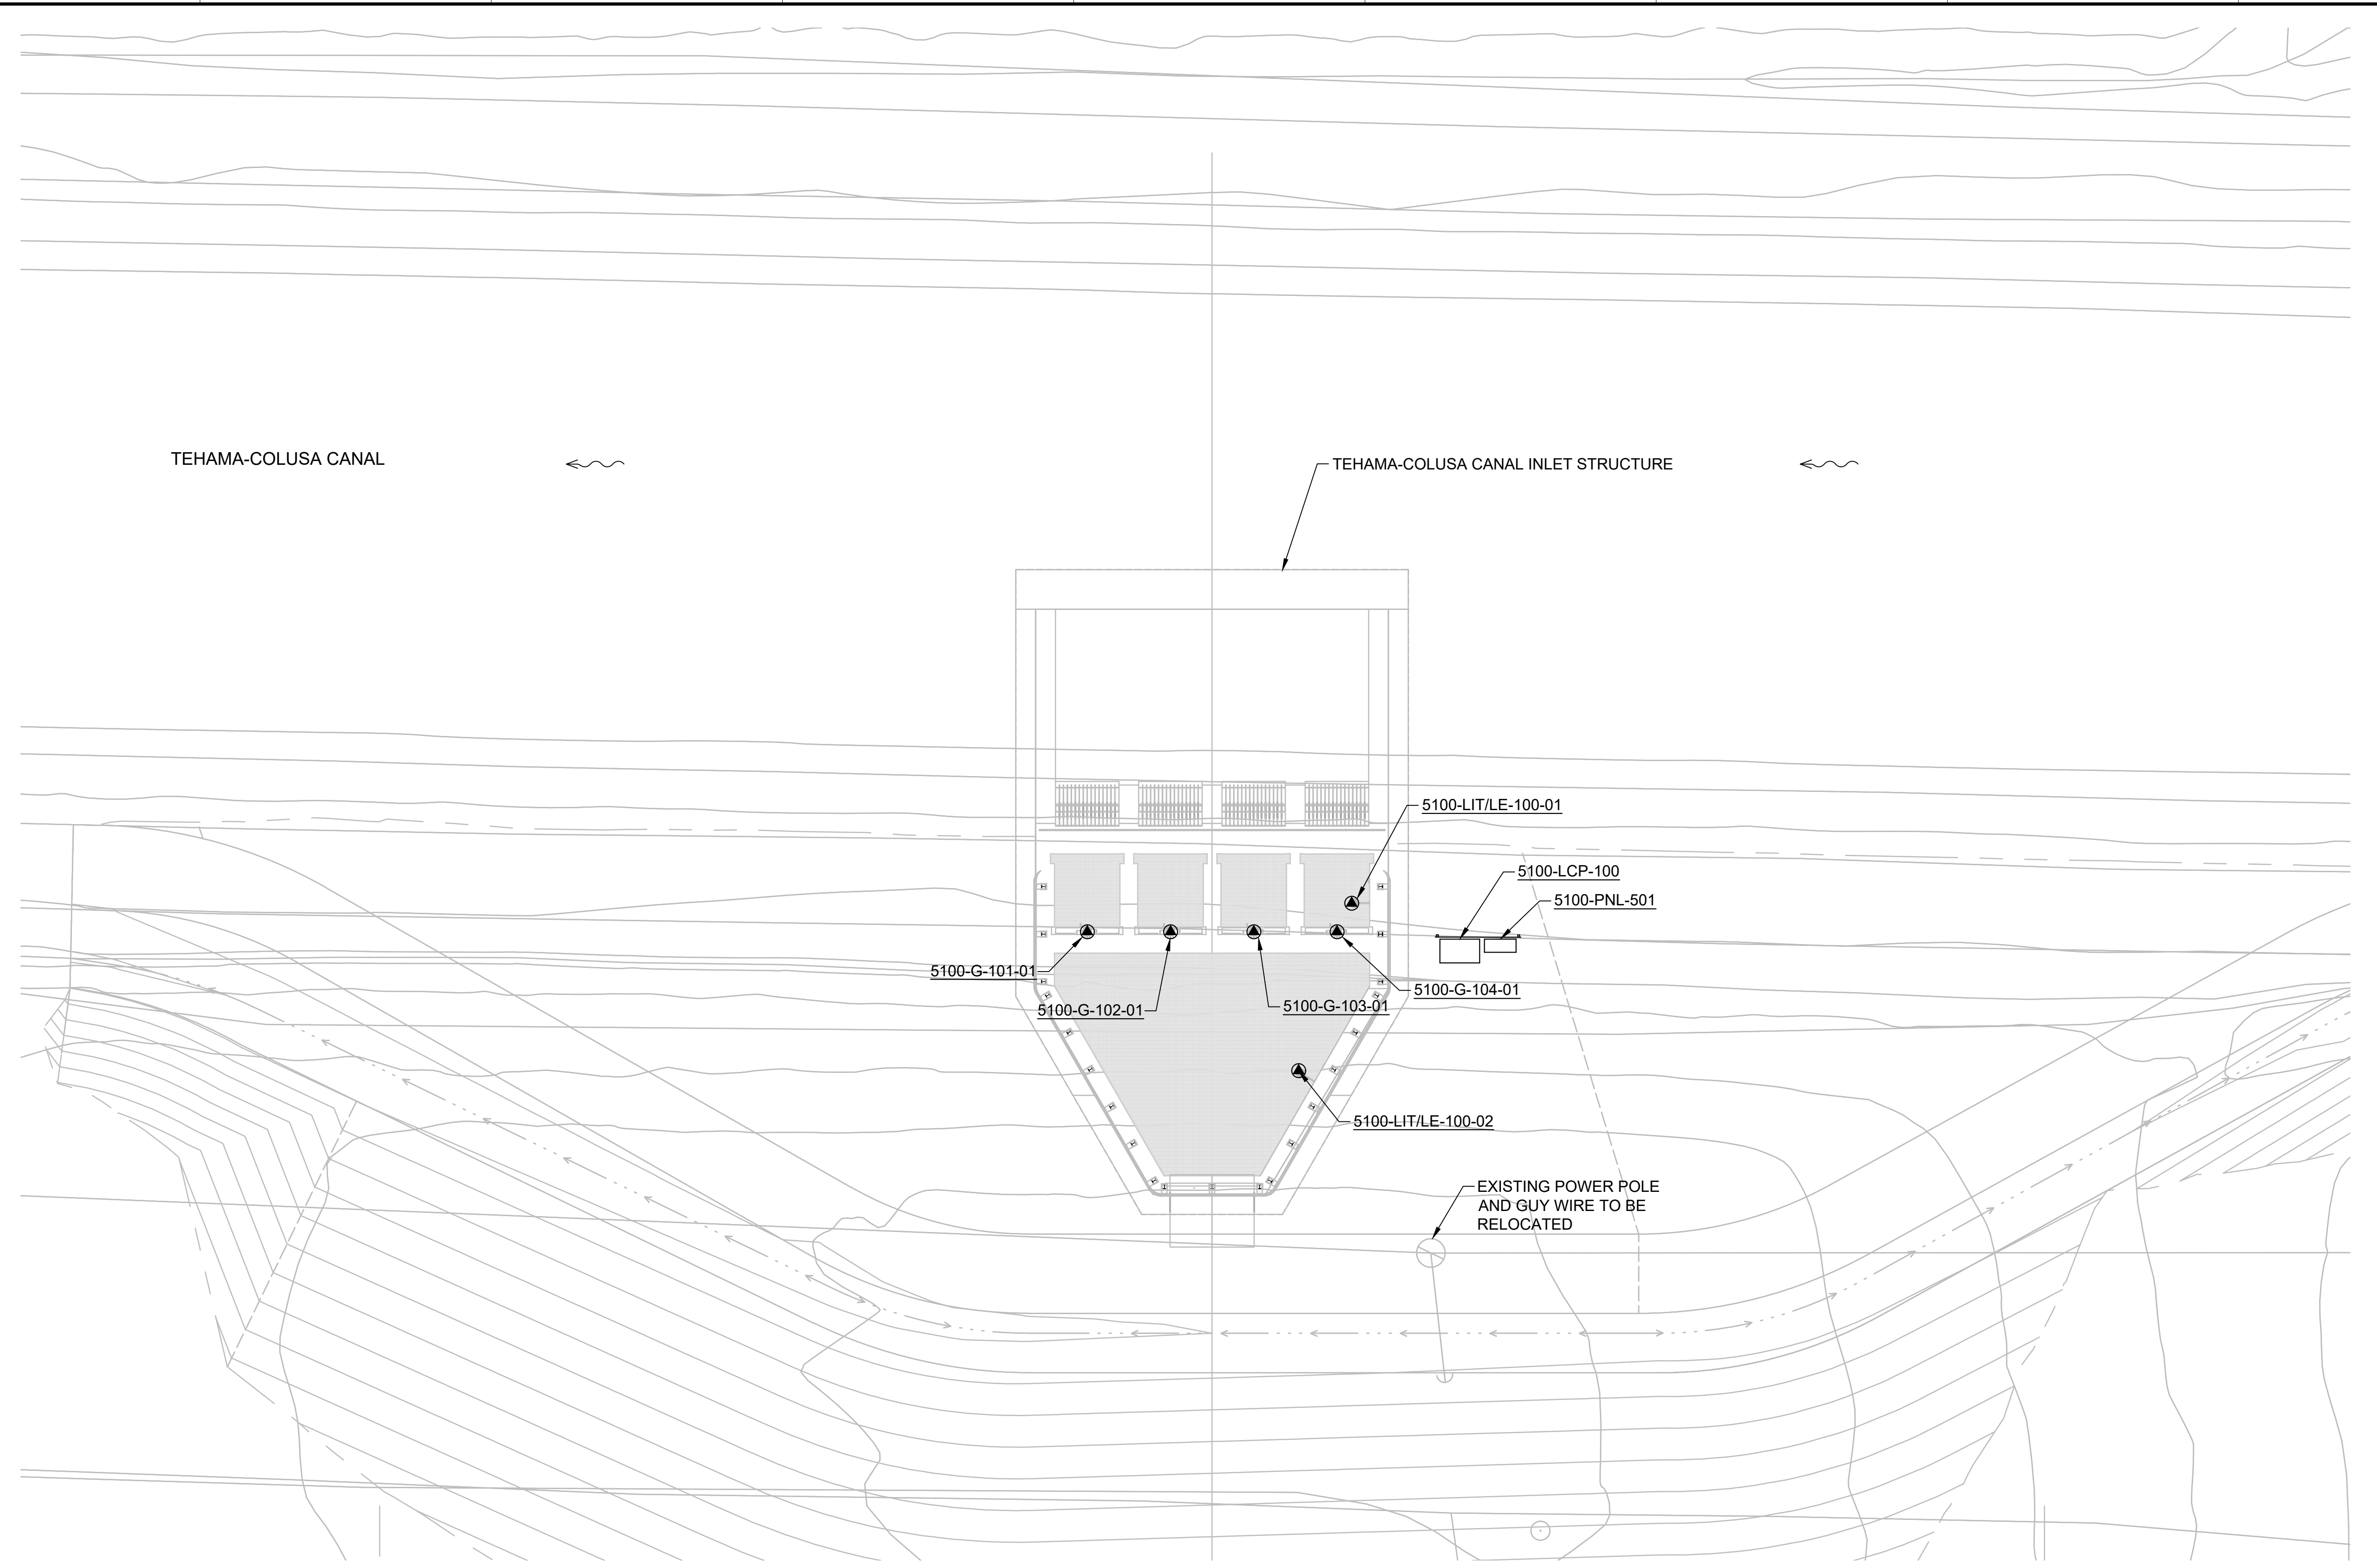 TEHAMA-COLUSA CANAL
TEHAMA-COLUSA CANAL INLET STRUCTURE
5100-LIT/LE-100-01
5100-LCP-100
5100-PNL-501
5100-G-101-01
5100-G-102-01
5100-G-103-01
5100-G-104-01
5100-LIT/LE-100-02
EXISTING POWER POLE
AND GUY WIRE TO BE
RELOCATED